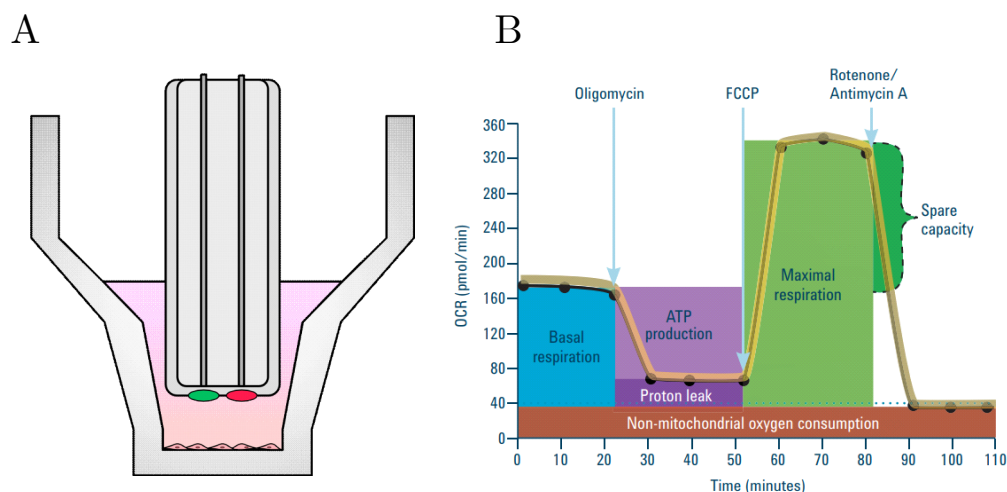 A
B
Oligomycin
FCCP
Rotenone/
Antimycin A
OCR (pmol/min)
360
320
280
240
200
160
120
80
40
0
Basal
respiration
ATP
production
Proton leak
Maximal
respiration
Spare
capacity
Non-mitochondrial oxygen consumption
0
10
20
30
40
50
60
70
80
90
100
110
Time (minutes)